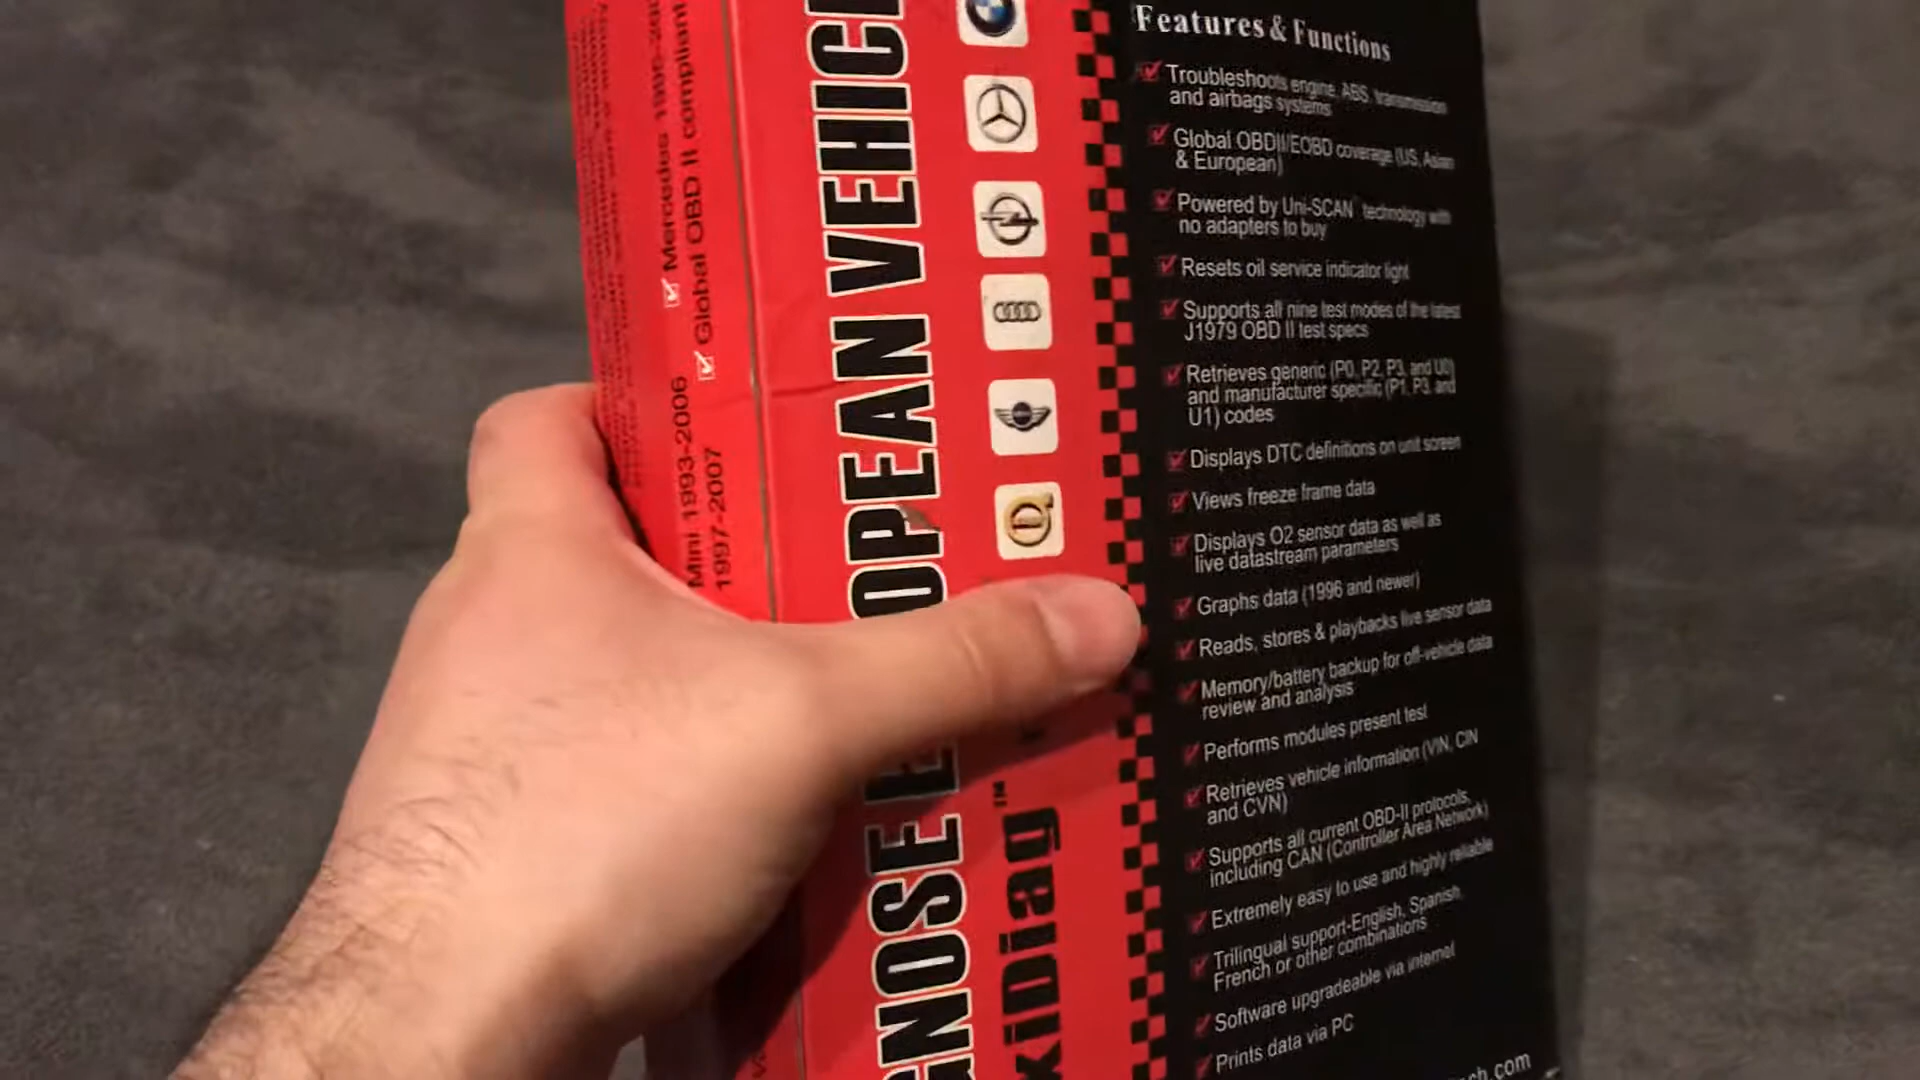 Features & Functions
Troubleshoots engine, ABS, transmission
and airbags systems
Global OBDII/EOBD coverage (US, Asian
& European)
Powered by Uni-SCAN technology with
no adapters to buy
Resets oil service indicator light
Supports all nine test modes of the latest
J1979 OBD II test specs
Retrieves generic (P0, P2, P3, and U0)
and manufacturer specific (P1, P3, and
U1) codes
Displays DTC definitions on unit screen
Views freeze frame data
Displays O2 sensor data as well as
live datastream parameters
Graphs data (1996 and newer)
Reads, stores & playbacks live sensor data
Memory/battery backup for off-vehicle data
review and analysis
Performs modules present test
Retrieves vehicle information (VIN, CIN
and CVN)
Supports all current OBD-II protocols,
including CAN (Controller Area Network)
Extremely easy to use and highly reliable
Trilingual support-English, Spanish,
French or other combinations
Software upgradeable via internet
Prints data via PC
ch.com
GNOSE E OPEAN VEHIC
xiDiag™
Mercedes
Mini 1993-2006
Global OBD II compliant
1997-2007